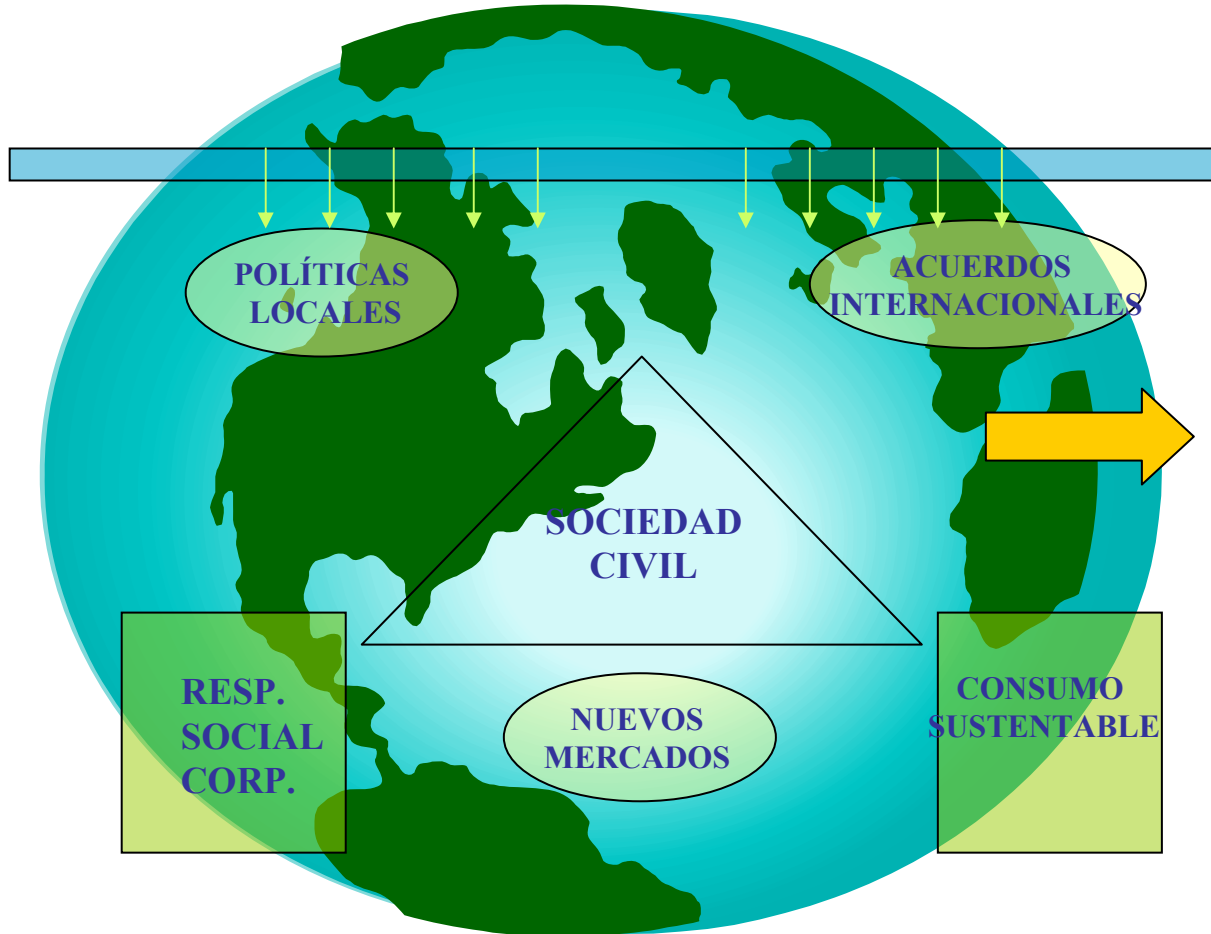 POLÍTICAS
LOCALES
ACUERDOS
INTERNACIONALES
SOCIEDAD
CIVIL
RESP.
SOCIAL
CORP.
NUEVOS
MERCADOS
CONSUMO
SUSTENTABLE